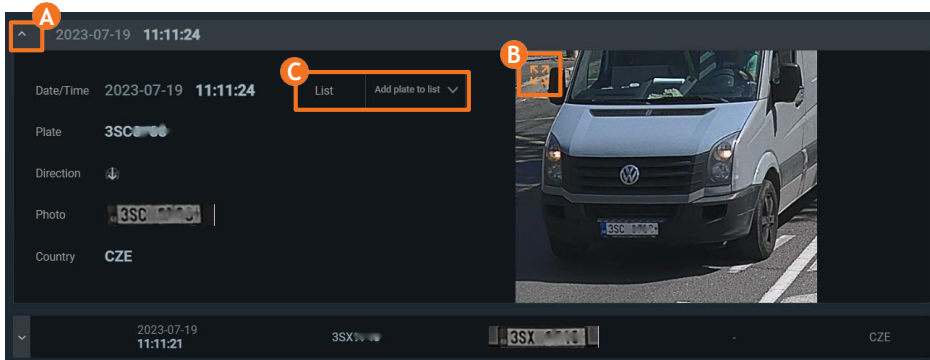 A
2023-07-19 11:11:24
B
C
Date/Time 2023-07-19 11:11:24
List Add plate to list
Plate 3SC
Direction
Photo 3SC
3SC
Country CZE
2023-07-19
11:11:21
3SX 3SX - CZE